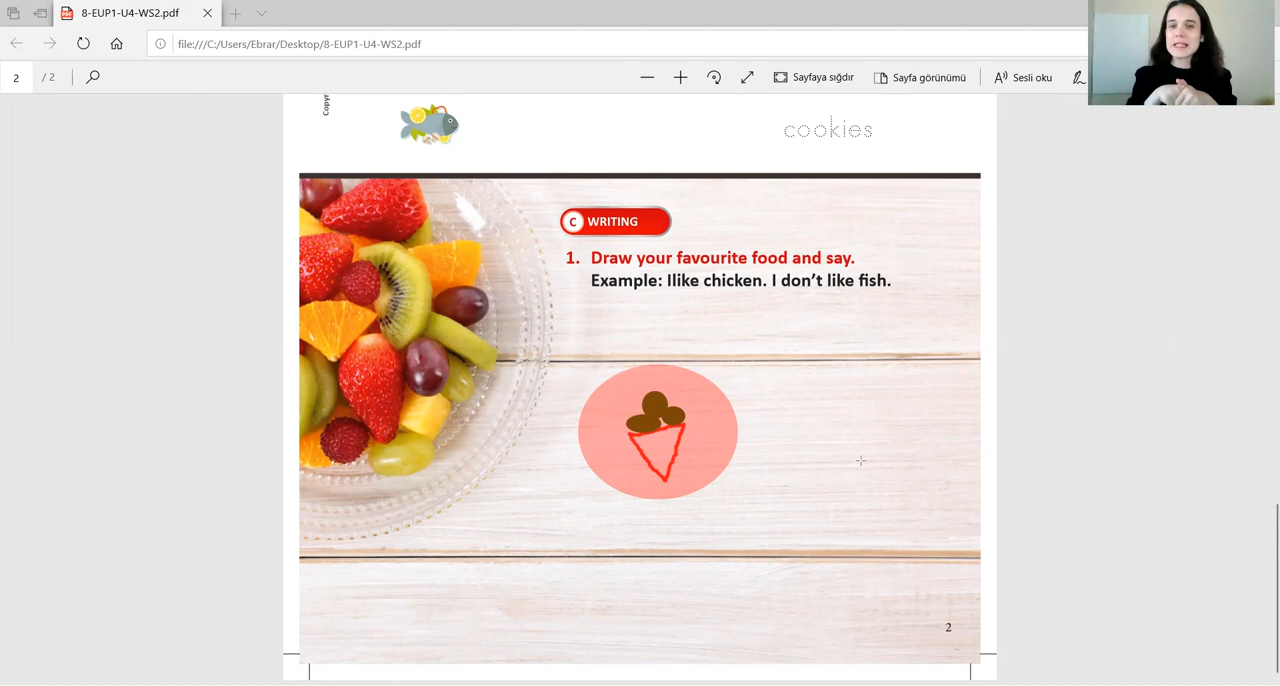 8-EUP1-U4-WS2.pdf
file:///C:/Users/Ebrar/Desktop/8-EUP1-U4-WS2.pdf
2 / 2
Sayfaya sığdır
Sayfa görünümü
Sesli oku
Copyr
cookies
C WRITING
1. Draw your favourite food and say.
Example: Ilike chicken. I don’t like fish.
2